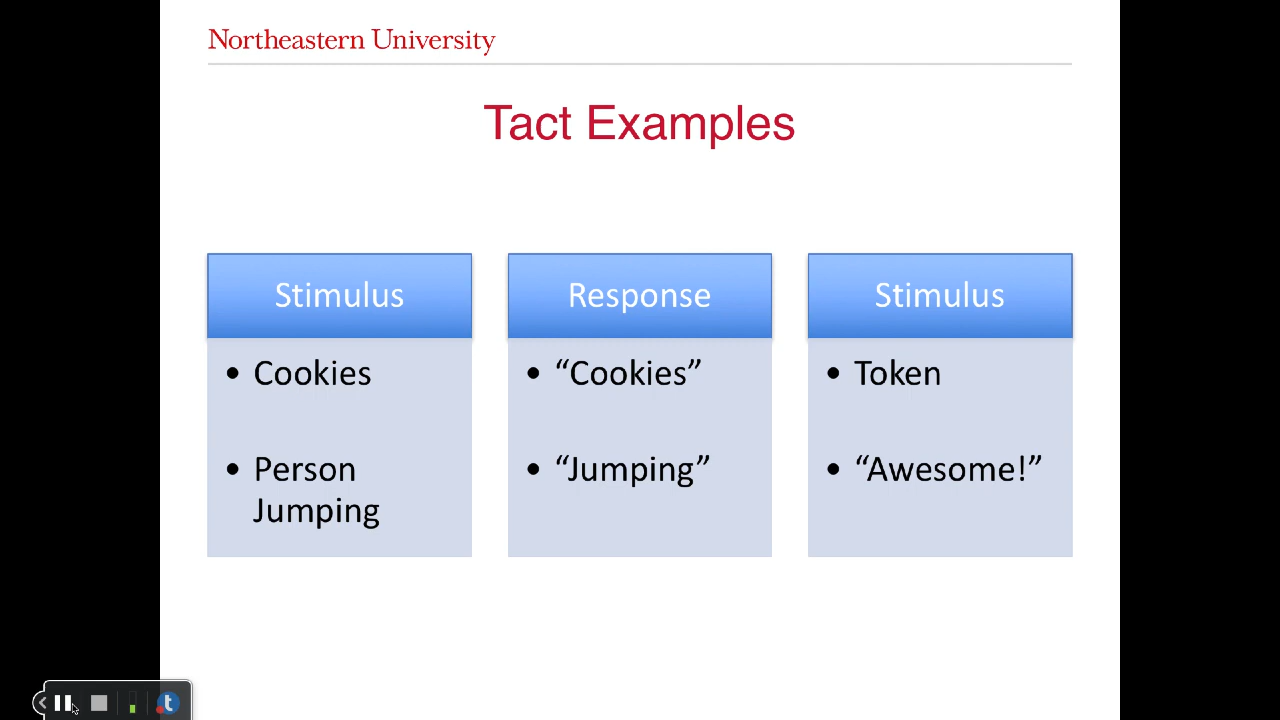 Northeastern University
Tact Examples
Stimulus
• Cookies
• Person
Jumping
Response
• “Cookies”
• “Jumping”
Stimulus
• Token
• “Awesome!”
t